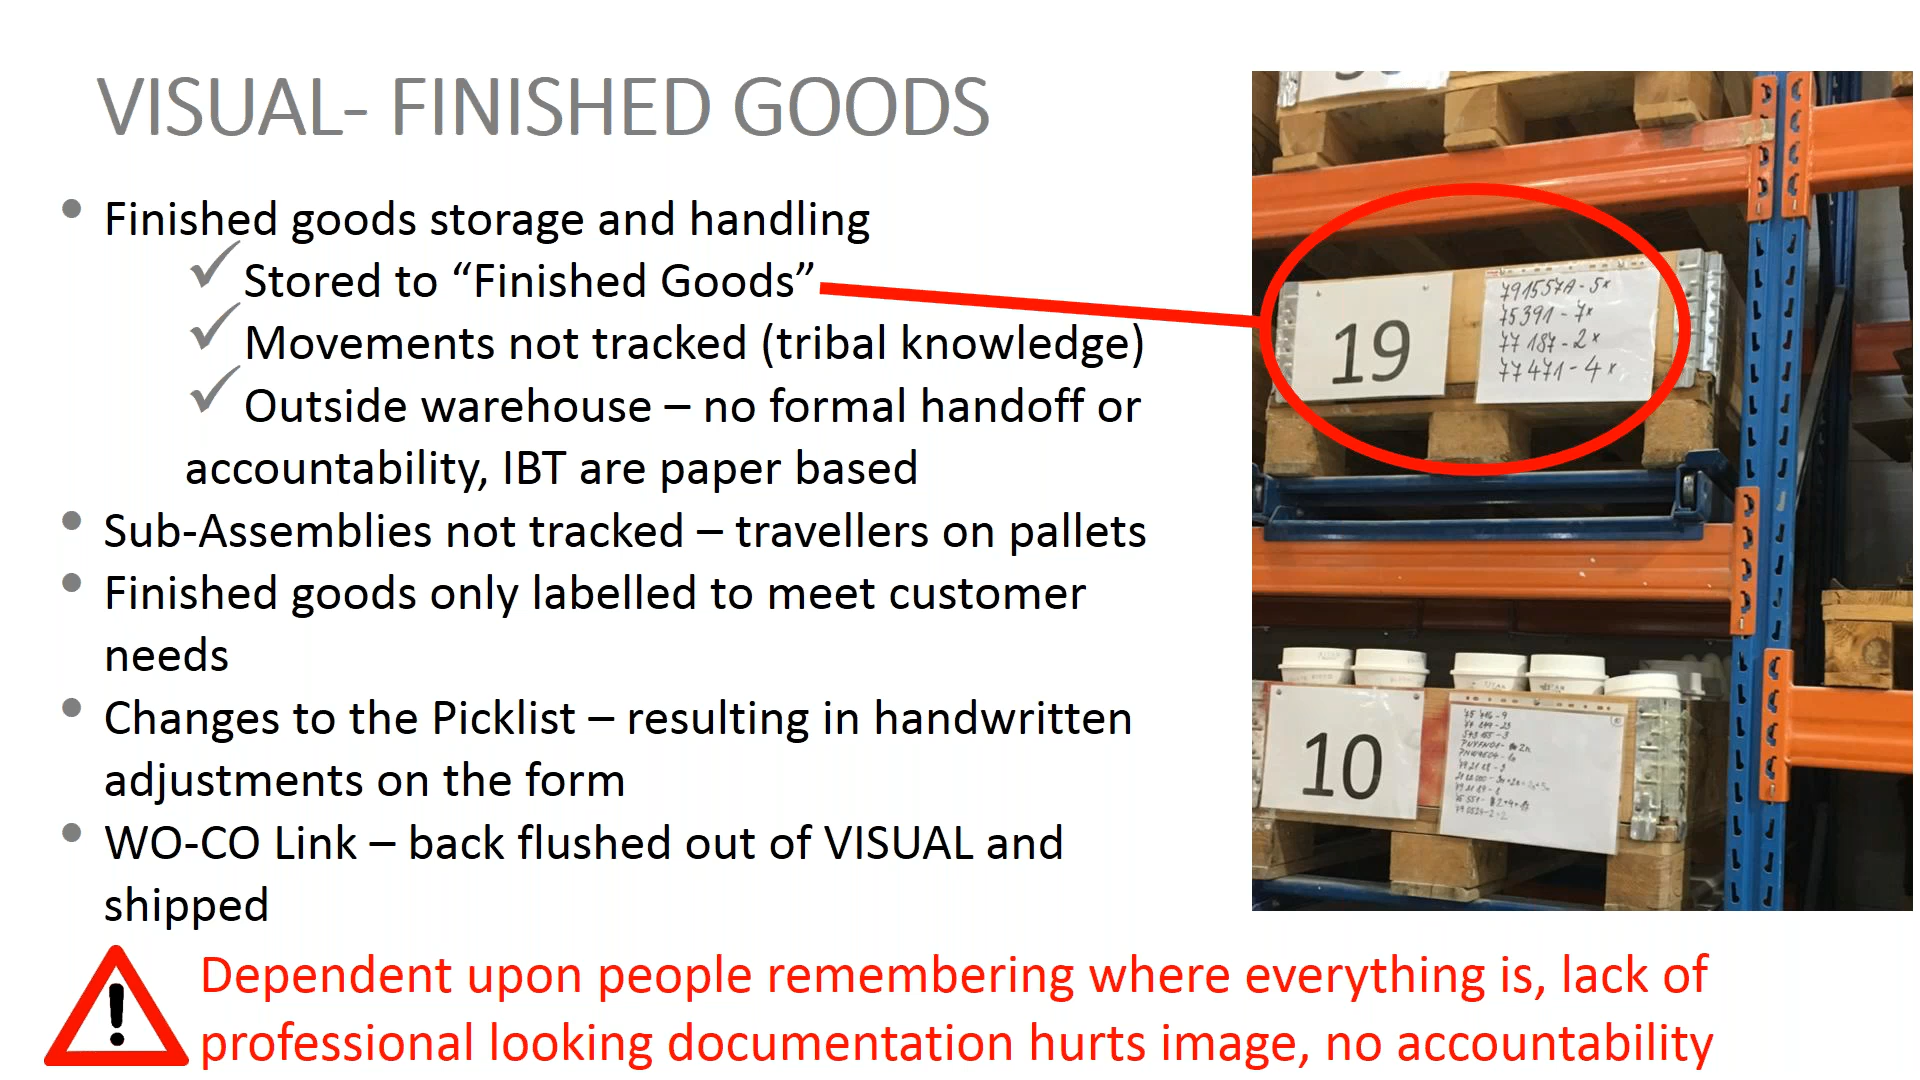 VISUAL- FINISHED GOODS
Finished goods storage and handling
Stored to “Finished Goods”
Movements not tracked (tribal knowledge)
Outside warehouse – no formal handoff or
accountability, IBT are paper based
Sub-Assemblies not tracked – travellers on pallets
Finished goods only labelled to meet customer
needs
Changes to the Picklist – resulting in handwritten
adjustments on the form
WO-CO Link – back flushed out of VISUAL and
shipped
Dependent upon people remembering where everything is, lack of
professional looking documentation hurts image, no accountability
19
791557A - 5x
75391 - 7x
77187 - 2x
77471 - 4x
10